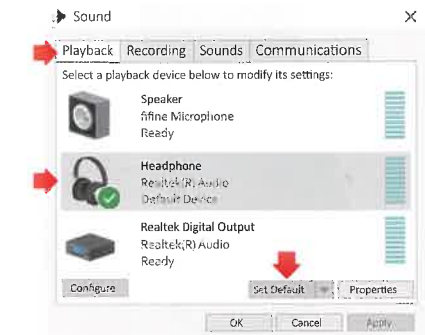 Sound
Playback Recording Sounds Communications
Select a playback device below to modify its settings:
Speaker
fifine Microphone
Ready
Headphone
Realtek(R) Audio
Default Device
Realtek Digital Output
Realtek(R) Audio
Ready
Configure Set Default Properties
OK Cancel Apply